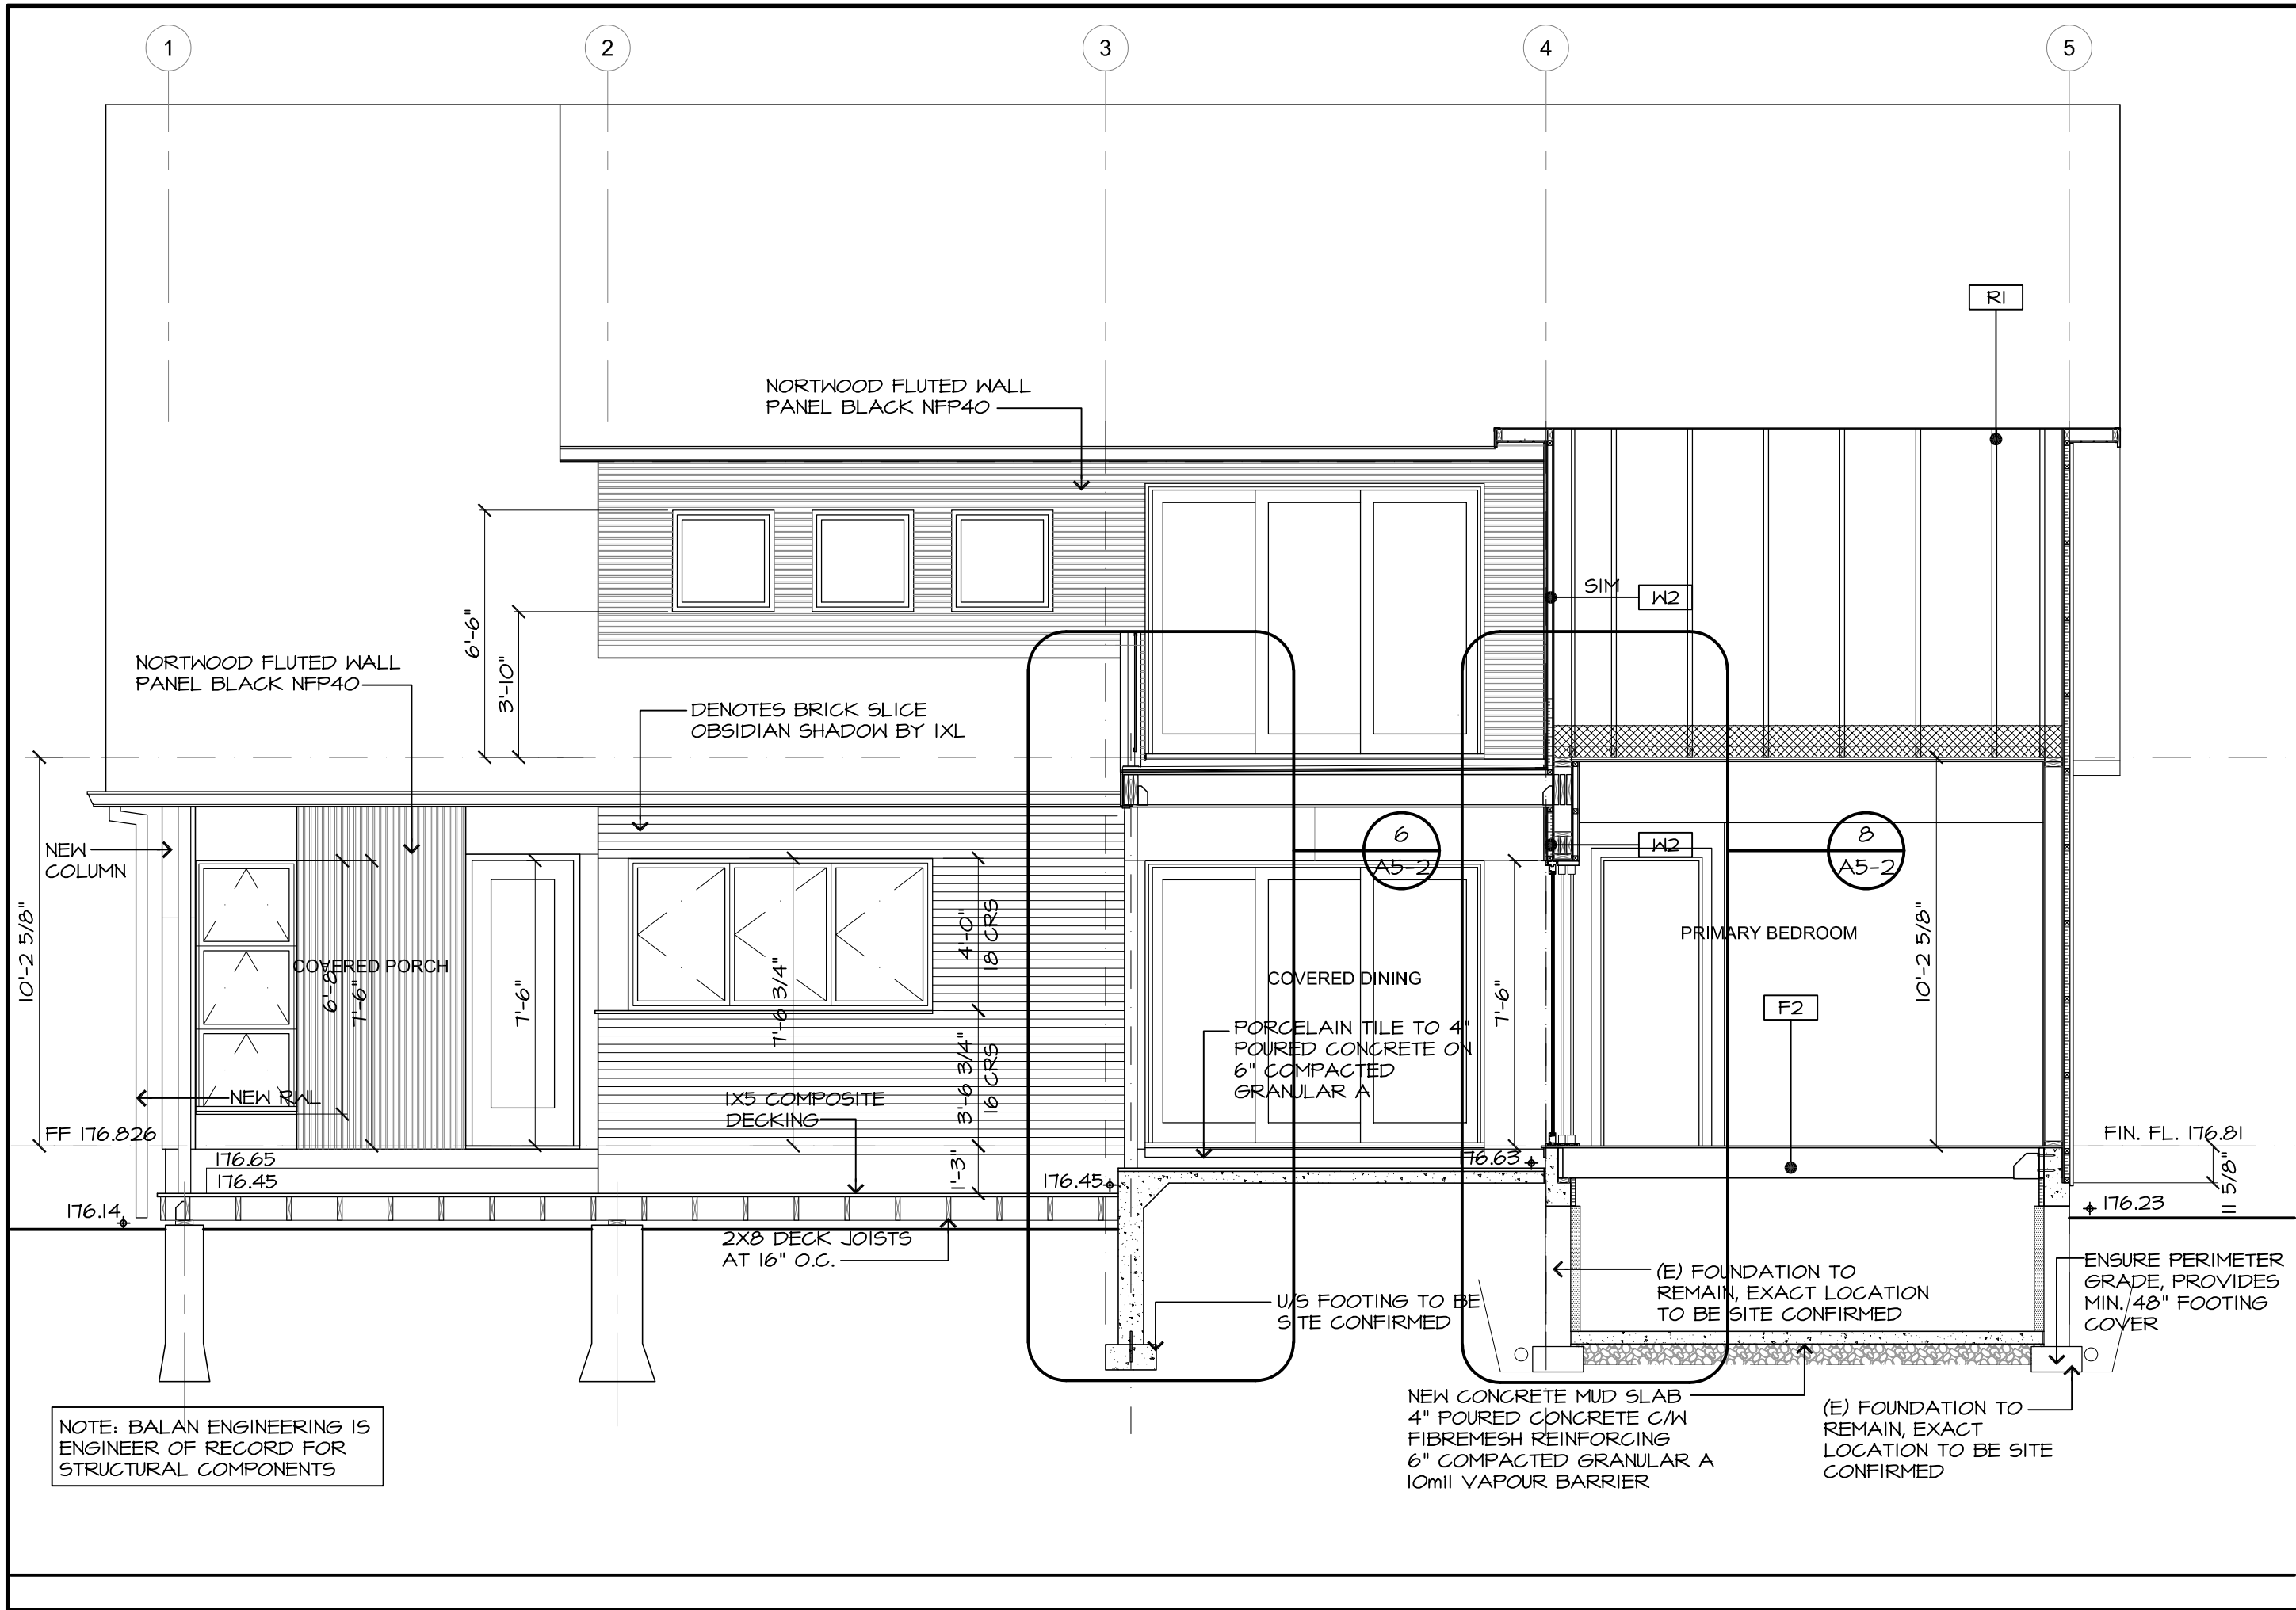 1
2
3
4
5
R1
NORTWOOD FLUTED WALL
PANEL BLACK NFP40
SIM
W2
6'-6"
3'-10"
NORTWOOD FLUTED WALL
PANEL BLACK NFP40
DENOTES BRICK SLICE
OBSIDIAN SHADOW BY IXL
NEW
COLUMN
6
A5-2
W2
8
A5-2
10'-2 5/8"
COVERED PORCH
6'-8"
7'-6"
7'-6"
7'-6 3/4"
4'-0"
18 CRS
COVERED DINING
7'-6"
PRIMARY BEDROOM
10'-2 5/8"
F2
PORCELAIN TILE TO 4"
POURED CONCRETE ON
6" COMPACTED
GRANULAR A
3'-6 3/4"
16 CRS
NEW RWL
1X5 COMPOSITE
DECKING
FF 176.826
FIN. FL. 176.81
176.65
176.45
1'-3"
176.45
76.63
11 5/8"
176.14
176.23
2X8 DECK JOISTS
AT 16" O.C.
U/S FOOTING TO BE
SITE CONFIRMED
(E) FOUNDATION TO
REMAIN, EXACT LOCATION
TO BE SITE CONFIRMED
ENSURE PERIMETER
GRADE, PROVIDES
MIN. 48" FOOTING
COVER
NEW CONCRETE MUD SLAB
4" POURED CONCRETE C/W
FIBREMESH REINFORCING
6" COMPACTED GRANULAR A
10mil VAPOUR BARRIER
(E) FOUNDATION TO
REMAIN, EXACT
LOCATION TO BE SITE
CONFIRMED
NOTE: BALAN ENGINEERING IS
ENGINEER OF RECORD FOR
STRUCTURAL COMPONENTS